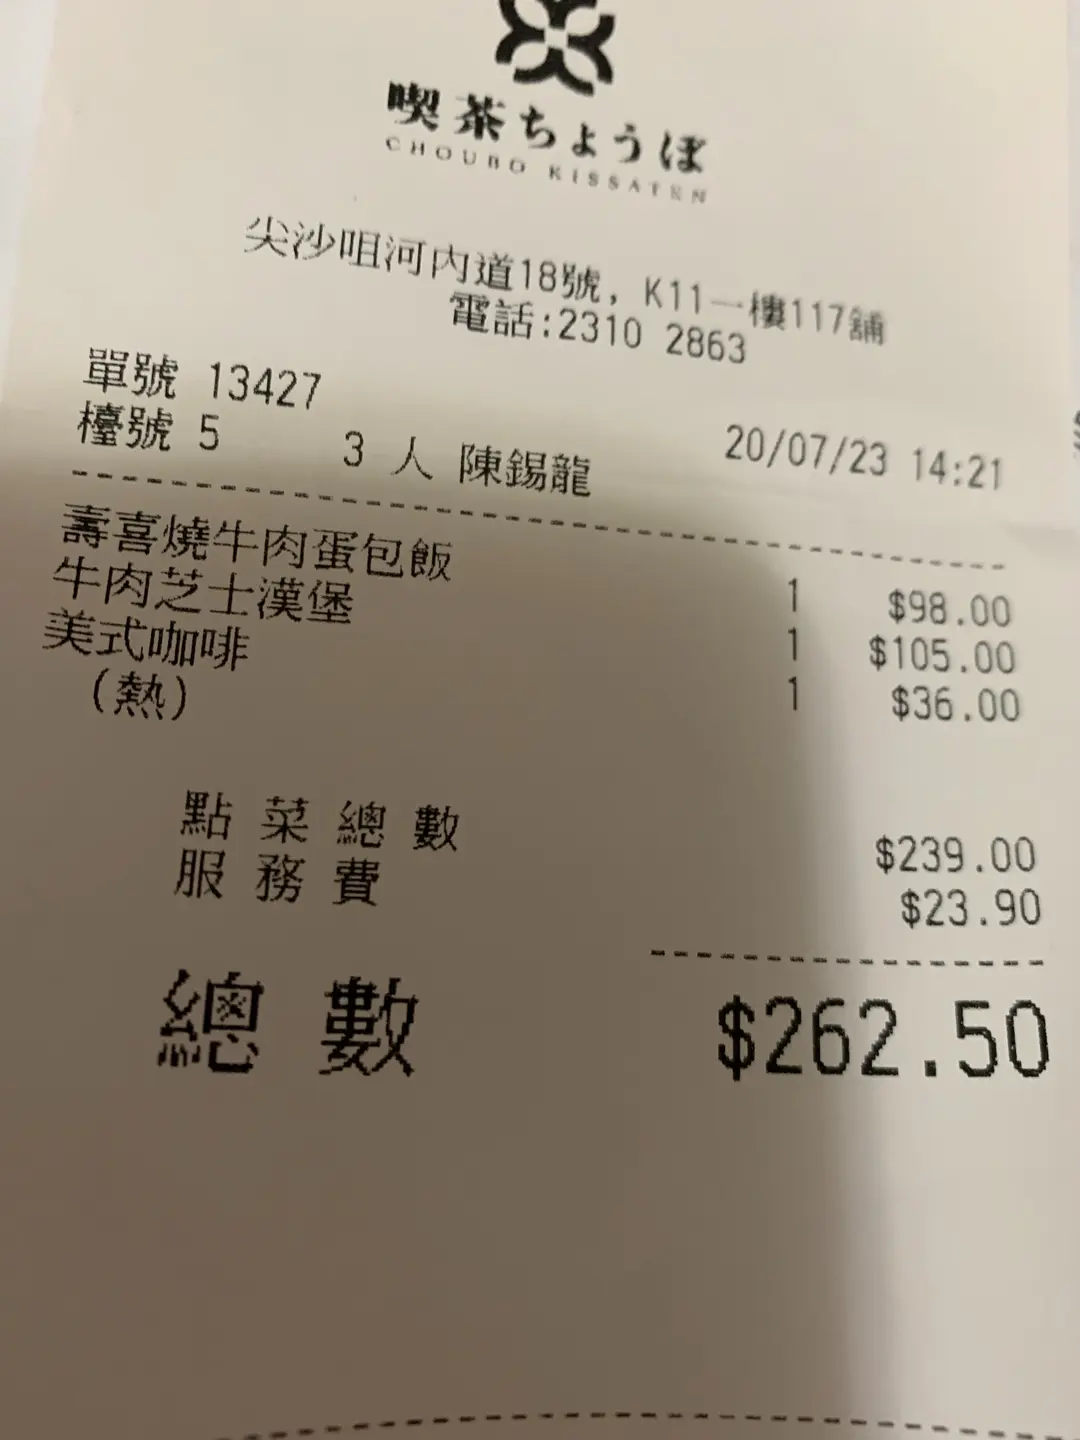 喫茶ちょうぼ
CHOUBO KISSATEN
尖沙咀河內道18號, K11一樓117舖
電話:2310 2863
單號 13427
檯號 5 3 人 陳錫龍 20/07/23 14:21
壽喜燒牛肉蛋包飯 1 $98.00
牛肉芝士漢堡 1 $105.00
美式咖啡 1 $36.00
(熱)
點菜總數 $239.00
服務費 $23.90
總數 $262.50